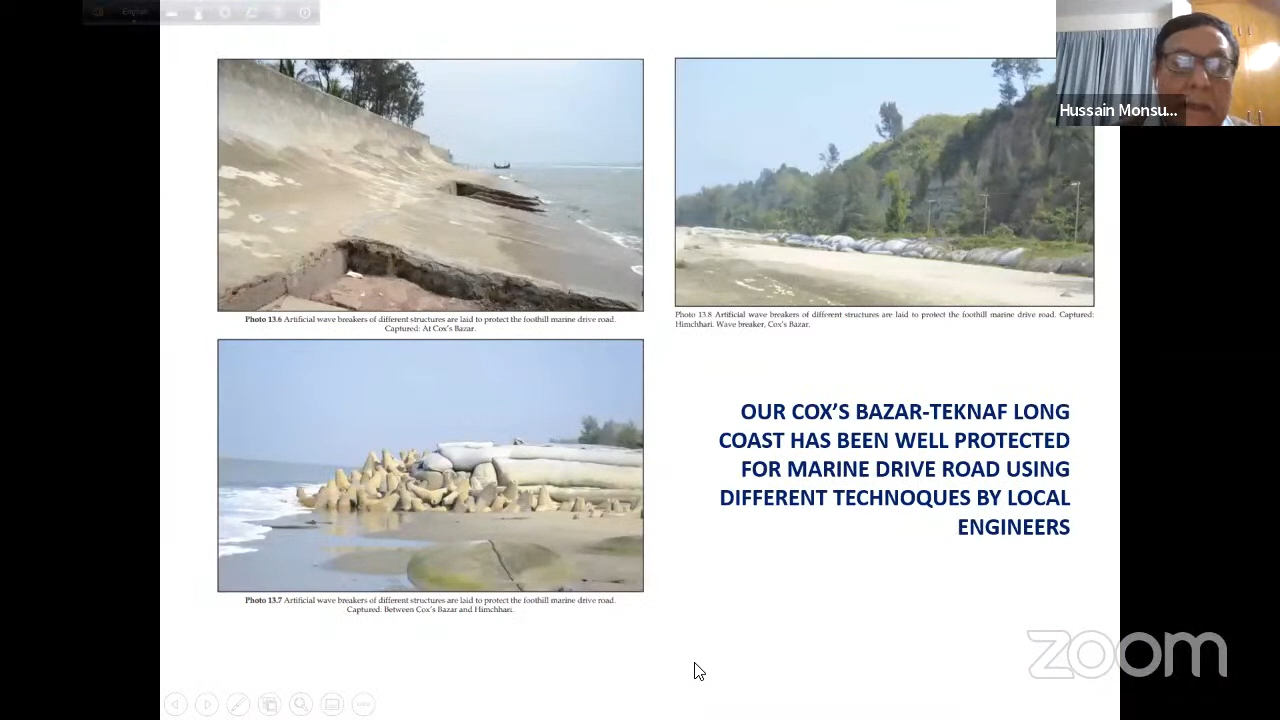 English
Hussain Monsu...
Photo 13.6 Artificial wave breakers of different structures are laid to protect the foothill marine drive road.
Captured: At Cox's Bazar.
Photo 13.8 Artificial wave breakers of different structures are laid to protect the foothill marine drive road. Captured:
Himchhari. Wave breaker, Cox's Bazar.
OUR COX'S BAZAR-TEKNAF LONG
COAST HAS BEEN WELL PROTECTED
FOR MARINE DRIVE ROAD USING
DIFFERENT TECHNOQUES BY LOCAL
ENGINEERS
Photo 13.7 Artificial wave breakers of different structures are laid to protect the foothill marine drive road.
Captured: Between Cox's Bazar and Himchhari.
zoom